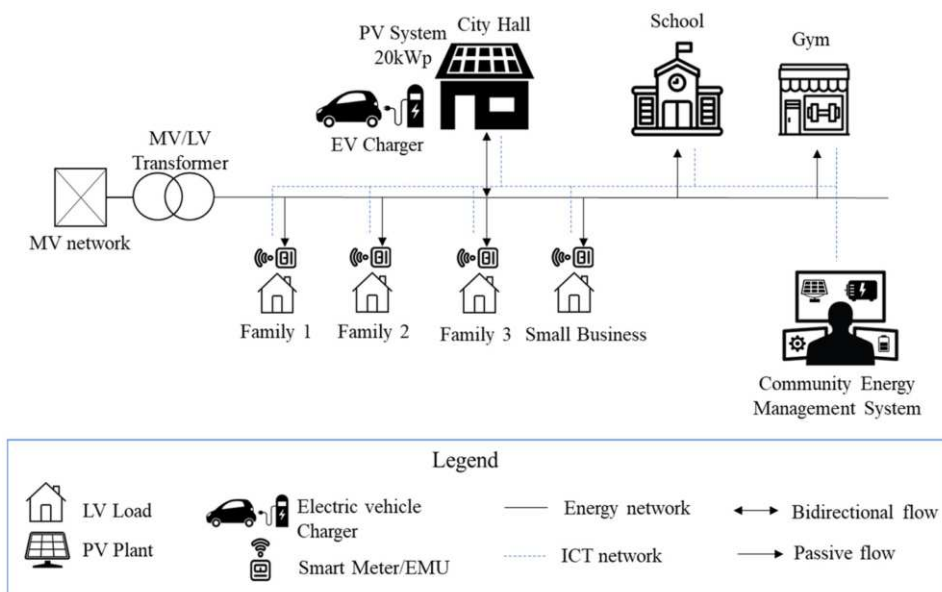 PV System
20kWp
City Hall
School
Gym
EV Charger
MV/LV
Transformer
MV network
Family 1
Family 2
Family 3
Small Business
Community Energy
Management System
Legend
LV Load
PV Plant
Electric vehicle
Charger
Smart Meter/EMU
Energy network
ICT network
Bidirectional flow
Passive flow